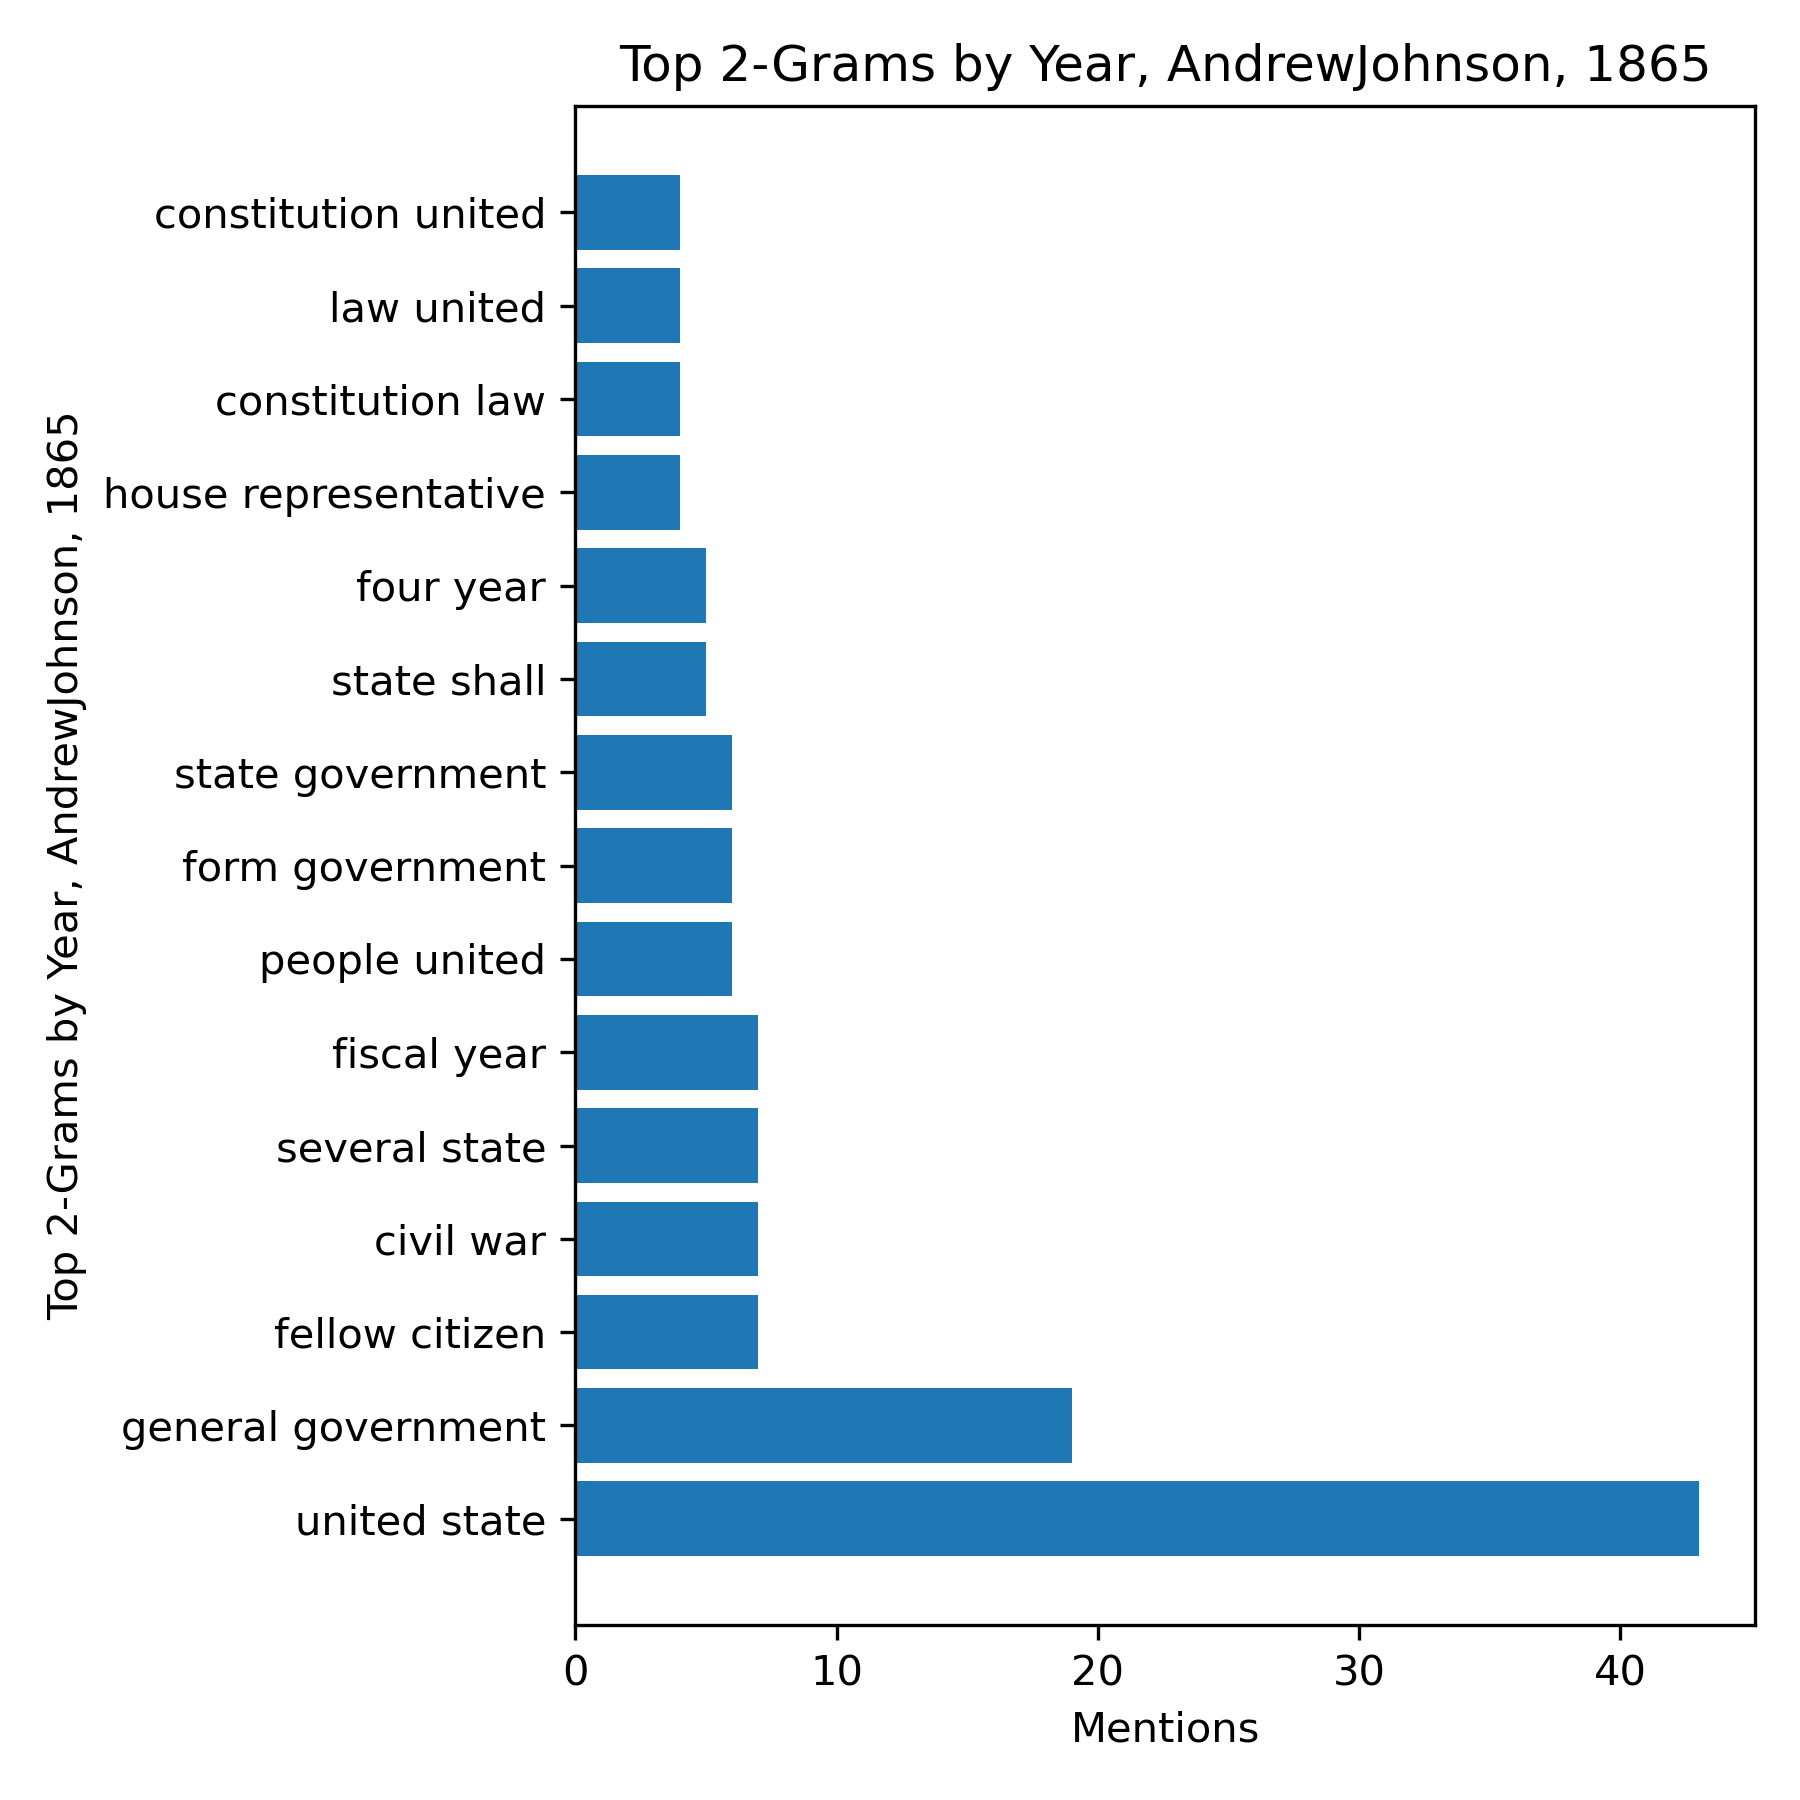 Top 2-Grams by Year, AndrewJohnson, 1865
Top 2-Grams by Year, AndrewJohnson, 1865
constitution united
law united
constitution law
house representative
four year
state shall
state government
form government
people united
fiscal year
several state
civil war
fellow citizen
general government
united state
0 10 20 30 40
Mentions